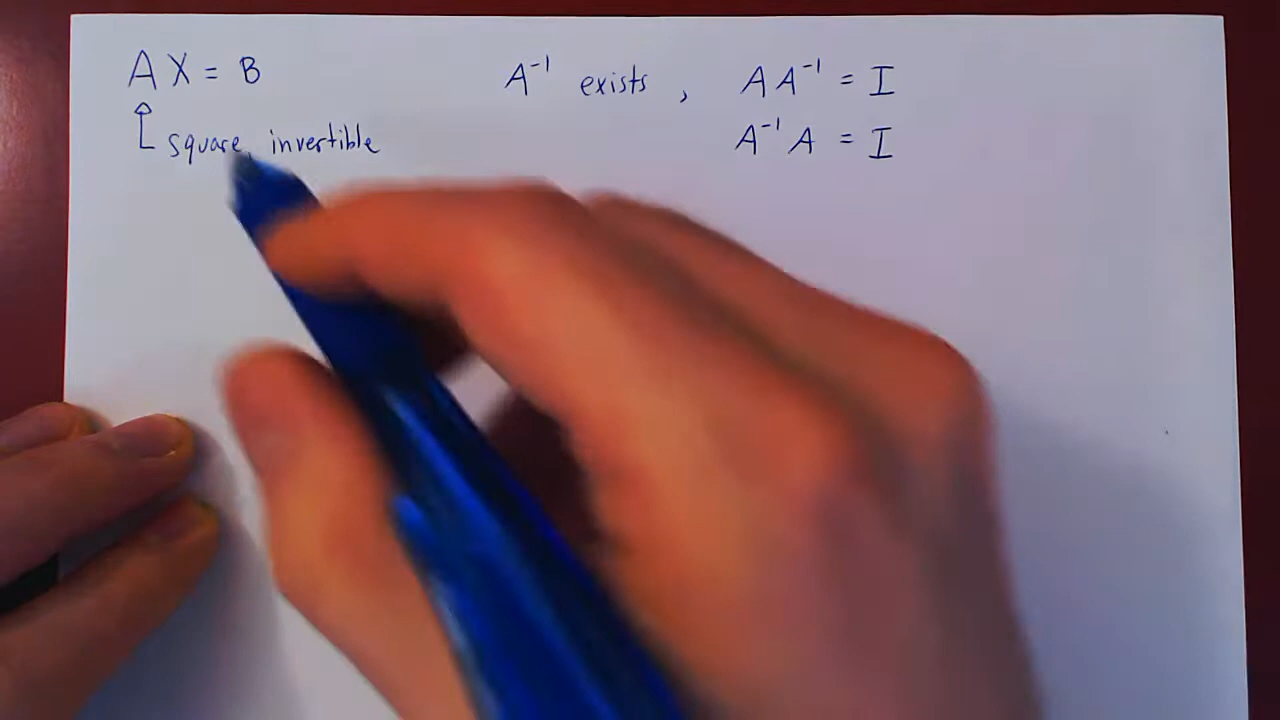 AX = B
A⁻¹ exists , AA⁻¹ = I
square, invertible
A⁻¹A = I